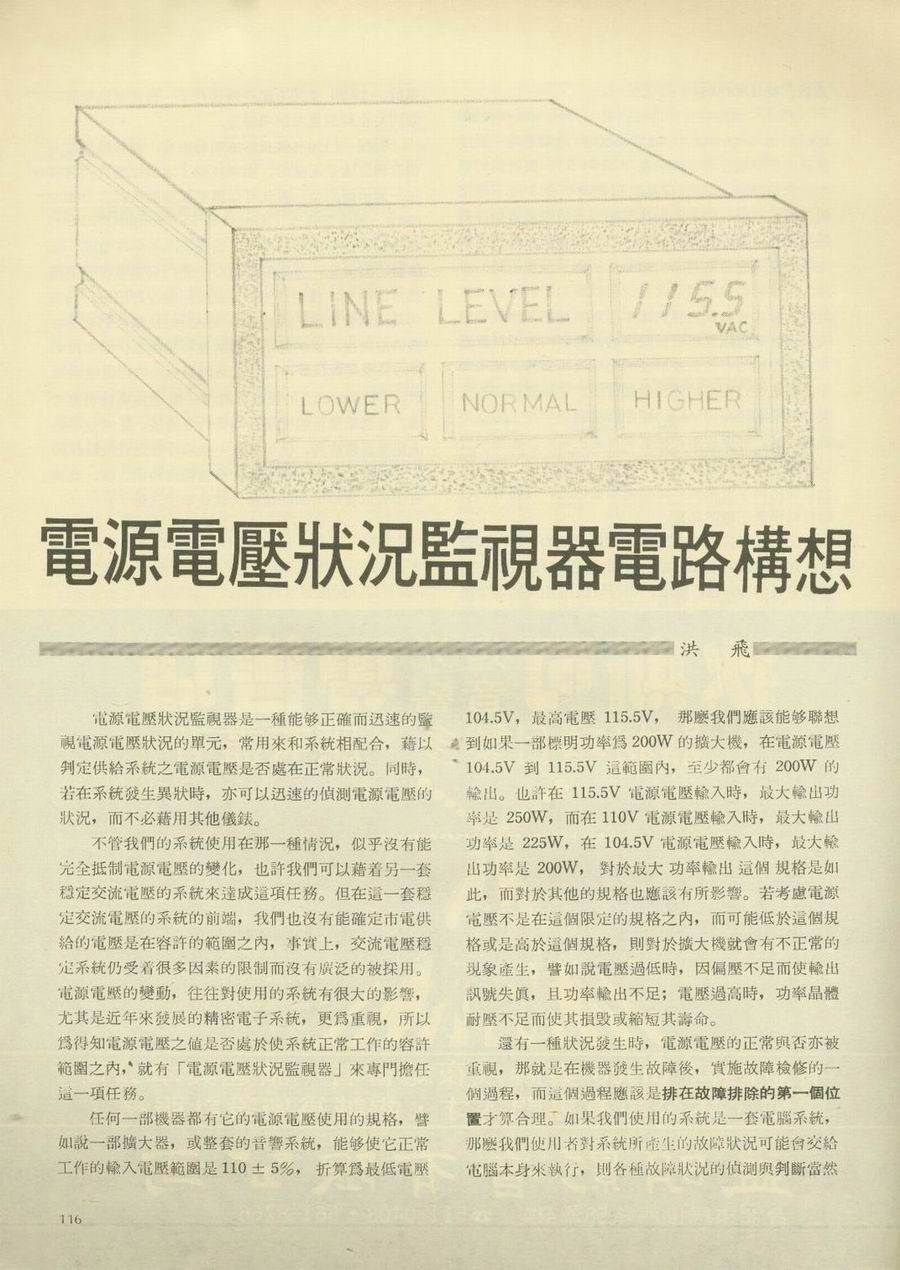 LINE LEVEL
115.5
VAC
LOWER
NORMAL
HIGHER
電源電壓狀況監視器電路構想
洪 飛
電源電壓狀況監視器是一種能够正確而迅速的監
視電源電壓狀況的單元，常用來和系統相配合，藉以
判定供給系統之電源電壓是否處在正常狀況。同時，
若在系統發生異狀時，亦可以迅速的偵測電源電壓的
狀況，而不必藉用其他儀錶。
不管我們的系統使用在那一種情況，似乎沒有能
完全抵制電源電壓的變化，也許我們可以藉着另一套
穩定交流電壓的系統來達成這項任務。但在這一套穩
定交流電壓的系統的前端，我們也沒有能確定市電供
給的電壓是在容許的範圍之內，事實上，交流電壓穩
定系統仍受着很多因素的限制而沒有廣泛的被採用。
電源電壓的變動，往往對使用的系統有很大的影響，
尤其是近年來發展的精密電子系統，更爲重視，所以
爲得知電源電壓之値是否處於使系統正常工作的容許
範圍之內，就有「電源電壓狀況監視器」來專門擔任
這一項任務。
任何一部機器都有它的電源電壓使用的規格，譬
如說一部擴大器，或整套的音響系統，能够使它正常
工作的輸入電壓範圍是 110 ± 5%， 折算爲最低電壓
104.5V，最高電壓 115.5V， 那麽我們應該能够聯想
到如果一部標明功率爲 200W 的擴大機，在電源電壓
104.5V 到 115.5V 這範圍內，至少都會有 200W 的
輸出。也許在 115.5V 電源電壓輸入時，最大輸出功
率是 250W，而在 110V 電源電壓輸入時，最大輸出
功率是 225W，在 104.5V 電源電壓輸入時，最大輸
出功率是 200W， 對於最大 功率輸出 這個 規格是如
此，而對於其他的規格也應該有所影響。若考慮電源
電壓不是在這個限定的規格之內，而可能低於這個規
格或是高於這個規格，則對於擴大機就會有不正常的
現象產生，譬如說電壓過低時，因偏壓不足而使輸出
訊號失眞，且功率輸出不足；電壓過高時，功率晶體
耐壓不足而使其損毀或縮短其壽命。
還有一種狀況發生時，電源電壓的正常與否亦被
重視，那就是在機器發生故障後，實施故障檢修的一
個過程，而這個過程應該是排在故障排除的第一個位
置才算合理。如果我們使用的系統是一套電腦系統，
那麽我們使用者對系統所產生的故障狀況可能會交給
電腦本身來執行，則各種故障狀況的偵測與判斷當然
116